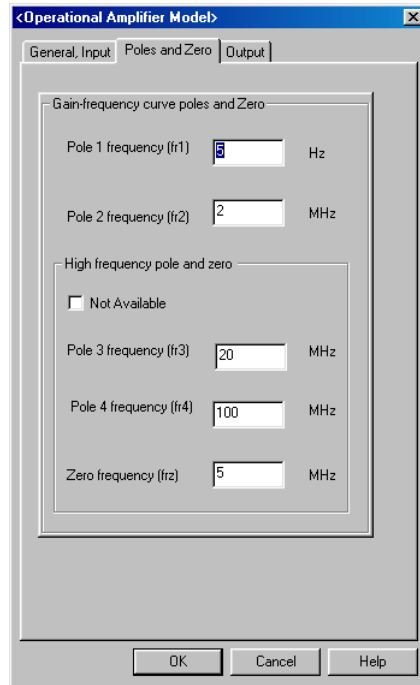 <Operational Amplifier Model>
General, Input Poles and Zero Output
Gain-frequency curve poles and Zero
Pole 1 frequency (fr1) 5 Hz
Pole 2 frequency (fr2) 2 MHz
High frequency pole and zero
Not Available
Pole 3 frequency (fr3) 20 MHz
Pole 4 frequency (fr4) 100 MHz
Zero frequency (frz) 5 MHz
OK Cancel Help